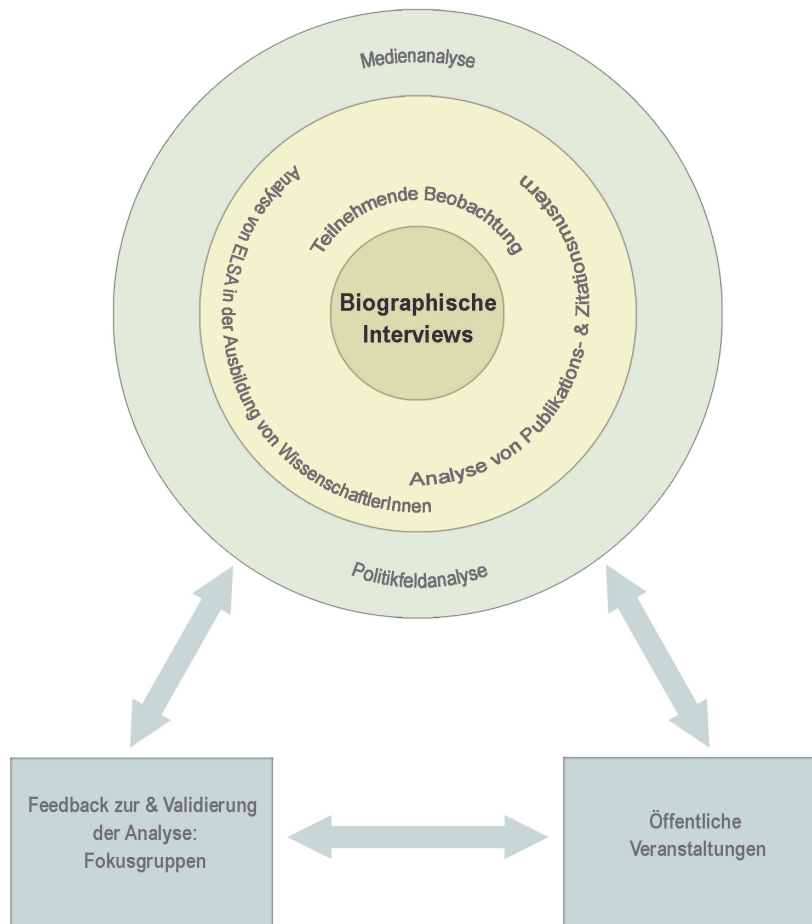 Medienanalyse
Teilnehmende Beobachtung
Analyse von ELSA in der Ausbildung von WissenschaftlerInnen
Analyse von Publikations- & Zitationsmustern
Biographische
Interviews
Politikfeldanalyse
Feedback zur & Validierung
der Analyse:
Fokusgruppen
Öffentliche
Veranstaltungen